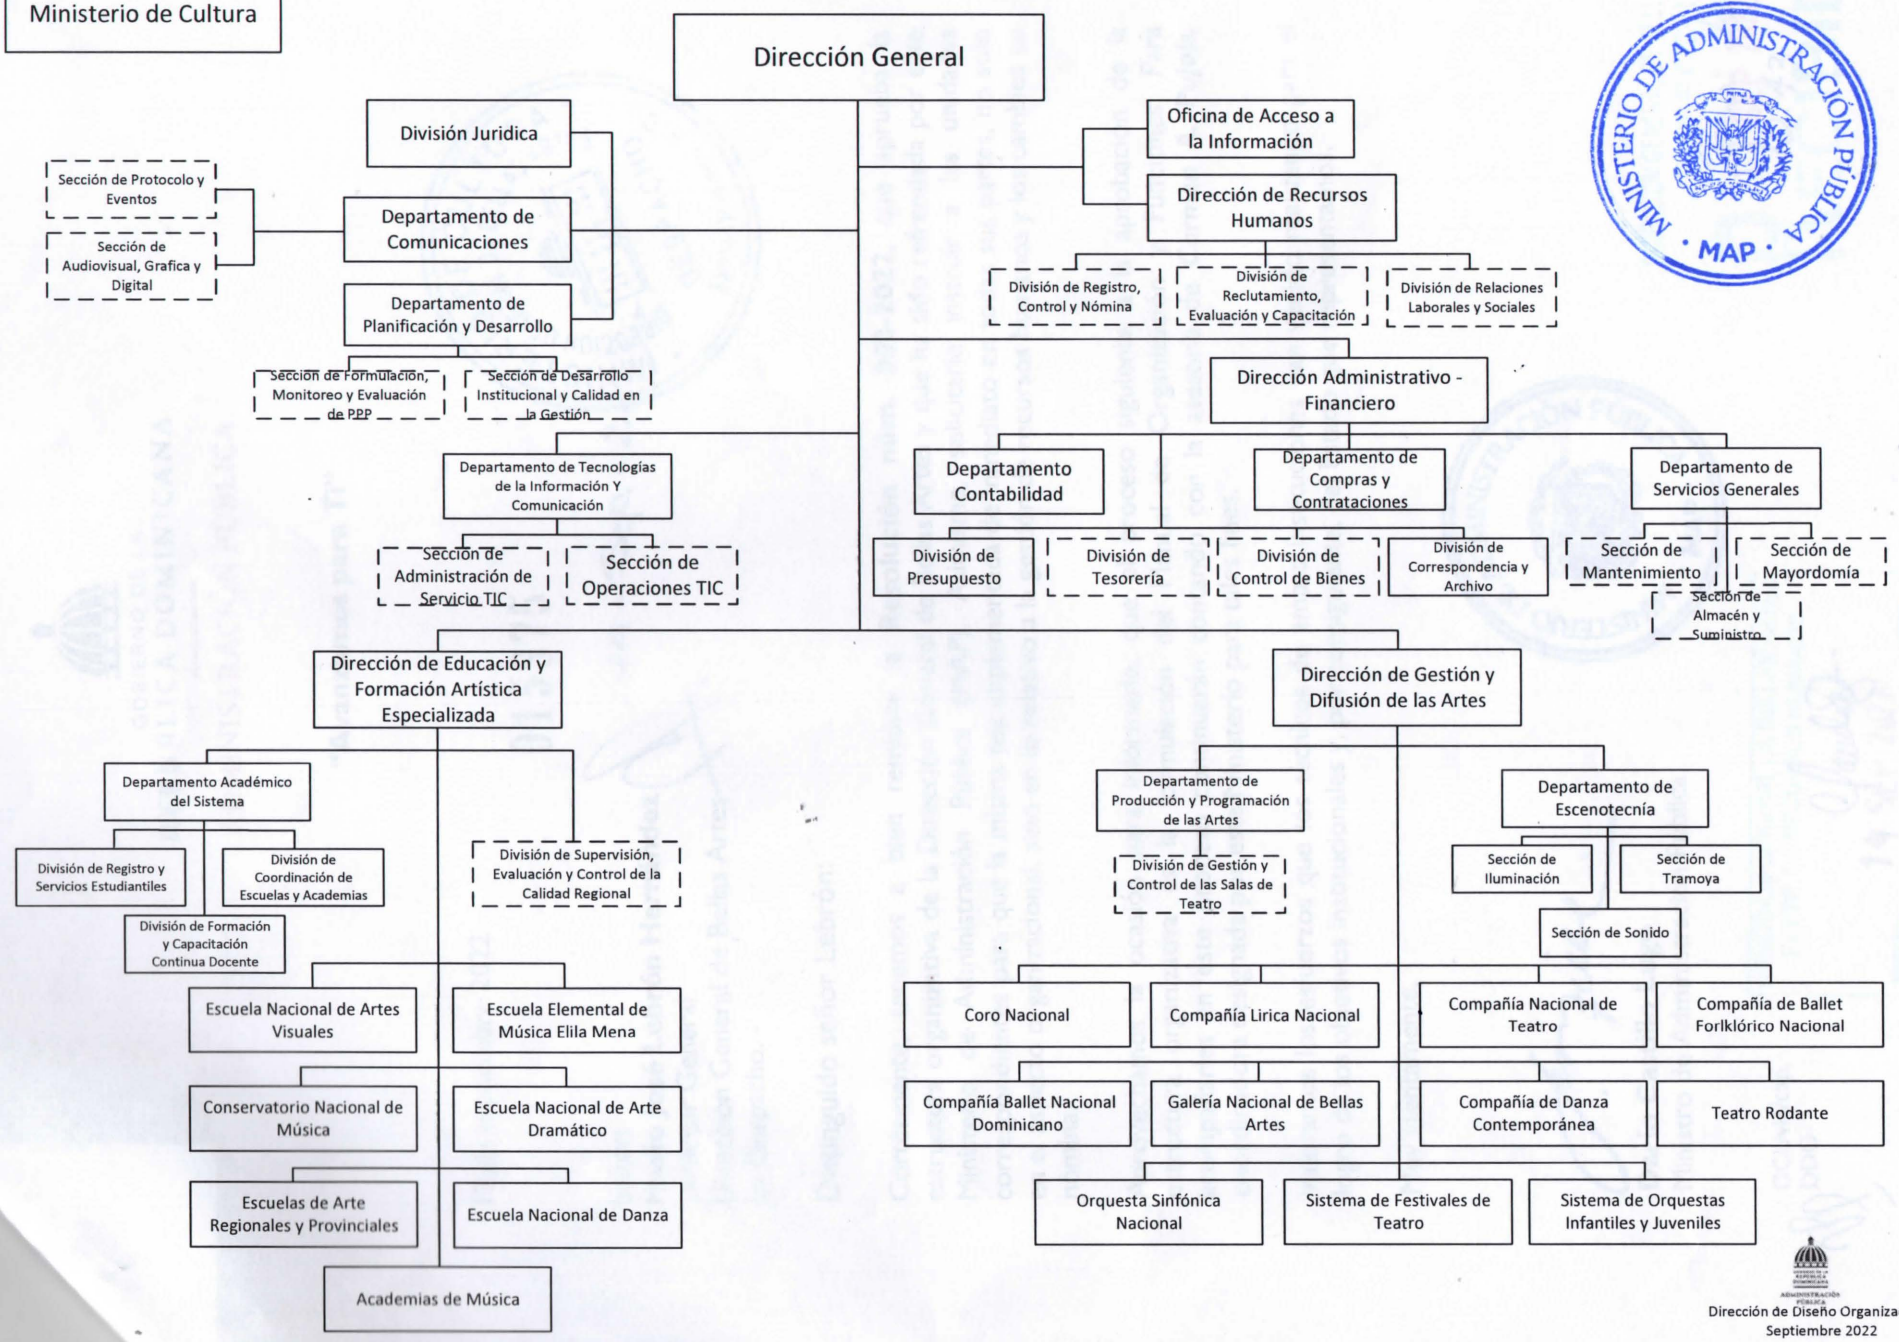 Ministerio de Cultura
Dirección General
MINISTERIO DE ADMINISTRACIÓN PÚBLICA
· MAP ·
División Juridica
Oficina de Acceso a
la Información
Sección de Protocolo y
Eventos
Departamento de
Comunicaciones
Sección de
Audiovisual, Grafica y
Digital
Dirección de Recursos
Humanos
División de Registro,
Control y Nómina
División de
Reclutamiento,
Evaluación y Capacitación
División de Relaciones
Laborales y Sociales
Departamento de
Planificación y Desarrollo
Sección de Formulación,
Monitoreo y Evaluación
de PPP
Sección de Desarrollo
Institucional y Calidad en
la Gestión
Dirección Administrativo -
Financiero
Departamento de Tecnologías
de la Información Y
Comunicación
Departamento
Contabilidad
Departamento de
Compras y
Contrataciones
Departamento de
Servicios Generales
Sección de
Administración de
Servicio TIC
Sección de
Operaciones TIC
División de
Presupuesto
División de
Tesorería
División de
Control de Bienes
División de
Correspondencia y
Archivo
Sección de
Mantenimiento
Sección de
Mayordomía
Sección de
Almacén y
Suministro
Dirección de Educación y
Formación Artística
Especializada
Dirección de Gestión y
Difusión de las Artes
Departamento Académico
del Sistema
Departamento de
Producción y Programación
de las Artes
Departamento de
Escenotecnía
División de Registro y
Servicios Estudiantiles
División de
Coordinación de
Escuelas y Academias
División de Supervisión,
Evaluación y Control de la
Calidad Regional
División de Gestión y
Control de las Salas de
Teatro
Sección de
Iluminación
Sección de
Tramoya
División de Formación
y Capacitación
Continua Docente
Sección de Sonido
Escuela Nacional de Artes
Visuales
Escuela Elemental de
Música Elila Mena
Coro Nacional
Compañía Lirica Nacional
Compañía Nacional de
Teatro
Compañía de Ballet
Forlklórico Nacional
Conservatorio Nacional de
Música
Escuela Nacional de Arte
Dramático
Compañía Ballet Nacional
Dominicano
Galería Nacional de Bellas
Artes
Compañía de Danza
Contemporánea
Teatro Rodante
Escuelas de Arte
Regionales y Provinciales
Escuela Nacional de Danza
Orquesta Sinfónica
Nacional
Sistema de Festivales de
Teatro
Sistema de Orquestas
Infantiles y Juveniles
Academias de Música
GOBIERNO DE LA
REPÚBLICA
DOMINICANA
ADMINISTRACIÓN
PÚBLICA
Dirección de Diseño Organiza
Septiembre 2022